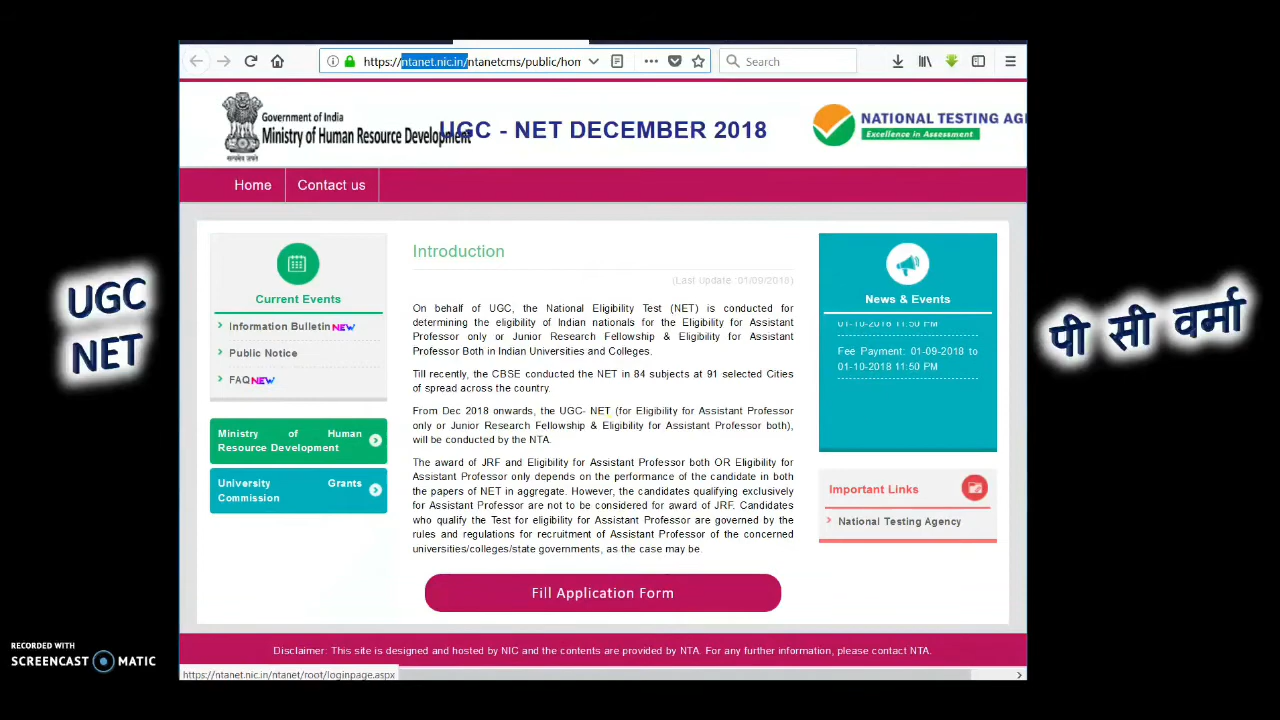 https://ntanet.nic.in/ntanetcms/public/hom
Search
Government of India
Ministry of Human Resource Development
सत्यमेव जयते
UGC - NET DECEMBER 2018
NATIONAL TESTING AGE
Excellence in Assessment
Home
Contact us
Current Events
Information Bulletin NEW
Public Notice
FAQ NEW
Ministry of Human
Resource Development
University Grants
Commission
Introduction
(Last update :01/09/2018)
On behalf of UGC, the National Eligibility Test (NET) is conducted for
determining the eligibility of Indian nationals for the Eligibility for Assistant
Professor only or Junior Research Fellowship & Eligibility for Assistant
Professor Both in Indian Universities and Colleges.
Till recently, the CBSE conducted the NET in 84 subjects at 91 selected Cities
of spread across the country.
From Dec 2018 onwards, the UGC- NET (for Eligibility for Assistant Professor
only or Junior Research Fellowship & Eligibility for Assistant Professor both),
will be conducted by the NTA.
The award of JRF and Eligibility for Assistant Professor both OR Eligibility for
Assistant Professor only depends on the performance of the candidate in both
the papers of NET in aggregate. However, the candidates qualifying exclusively
for Assistant Professor are not to be considered for award of JRF. Candidates
who qualify the Test for eligibility for Assistant Professor are governed by the
rules and regulations for recruitment of Assistant Professor of the concerned
universities/colleges/state governments, as the case may be.
Fill Application Form
News & Events
01-10-2018 11:50 PM
Fee Payment: 01-09-2018 to
01-10-2018 11:50 PM
Important Links
National Testing Agency
Disclaimer: This site is designed and hosted by NIC and the contents are provided by NTA. For any further information, please contact NTA.
https://ntanet.nic.in/ntanet/root/loginpage.aspx
UGC
NET
पी सी वर्मा
RECORDED WITH
SCREENCAST MATIC